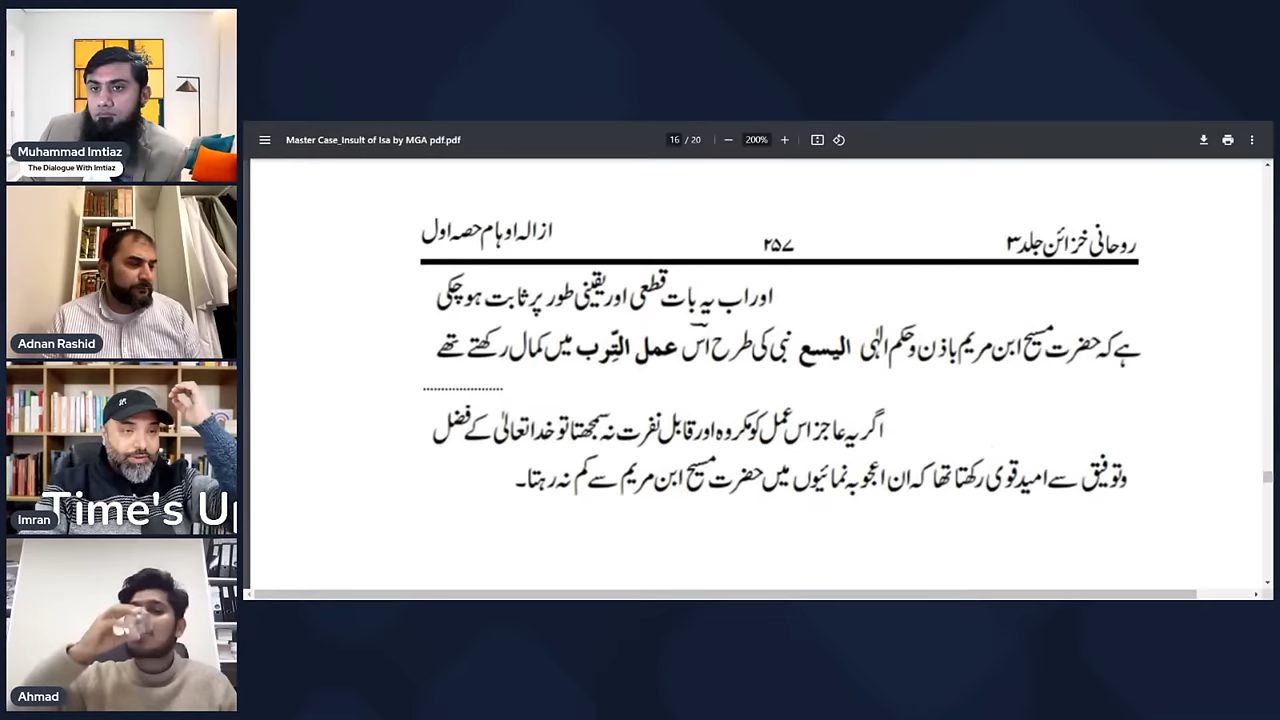 Muhammad Imtiaz
The Dialogue With Imtiaz
Adnan Rashid
Time's Up
Imran
Ahmad
Master Case_Insult of Isa by MGA pdf.pdf
16 / 20
200%
روحانی خزائن جلد ۳
۲۵۷
ازالہ اوہام حصہ اول
اور اب یہ بات قطعی اور یقینی طور پر ثابت ہو چکی
ہے کہ حضرت مسیح ابن مریم باذن و حکم الٰہی الیسع نبی کی طرح اس عمل التِّرب میں کمال رکھتے تھے
......................
اگر یہ عاجز اس عمل کو مکروہ اور قابل نفرت نہ سمجھتا تو خدا تعالیٰ کے فضل
و توفیق سے امید قوی رکھتا تھا کہ ان اعجوبہ نمائیوں میں حضرت مسیح ابن مریم سے کم نہ رہتا۔